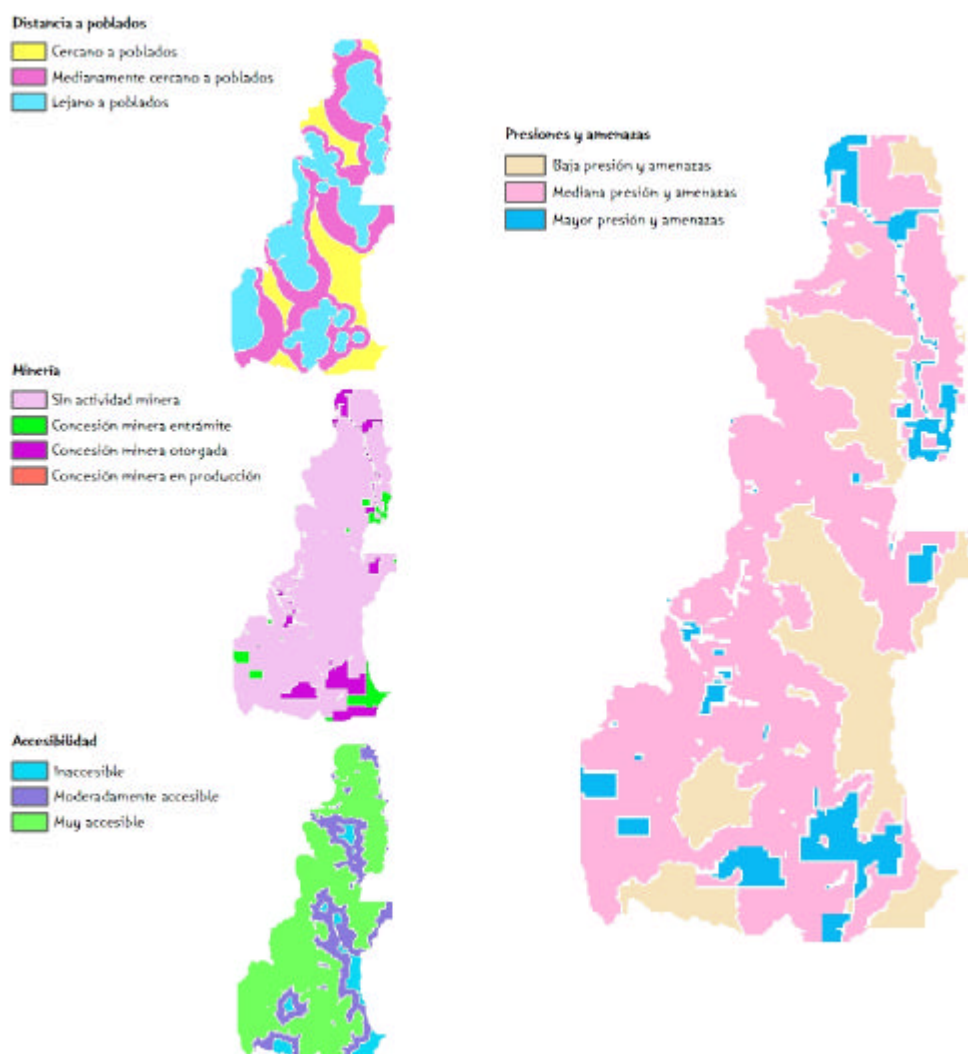 Distancia a poblados
Cercano a poblados
Medianamente cercano a poblados
Lejano a poblados
Minería
Sin actividad minera
Concesión minera entrámite
Concesión minera otorgada
Concesión minera en producción
Accesibilidad
Inaccesible
Moderadamente accesible
Muy accesible
Presiones y amenazas
Baja presión y amenazas
Mediana presión y amenazas
Mayor presión y amenazas